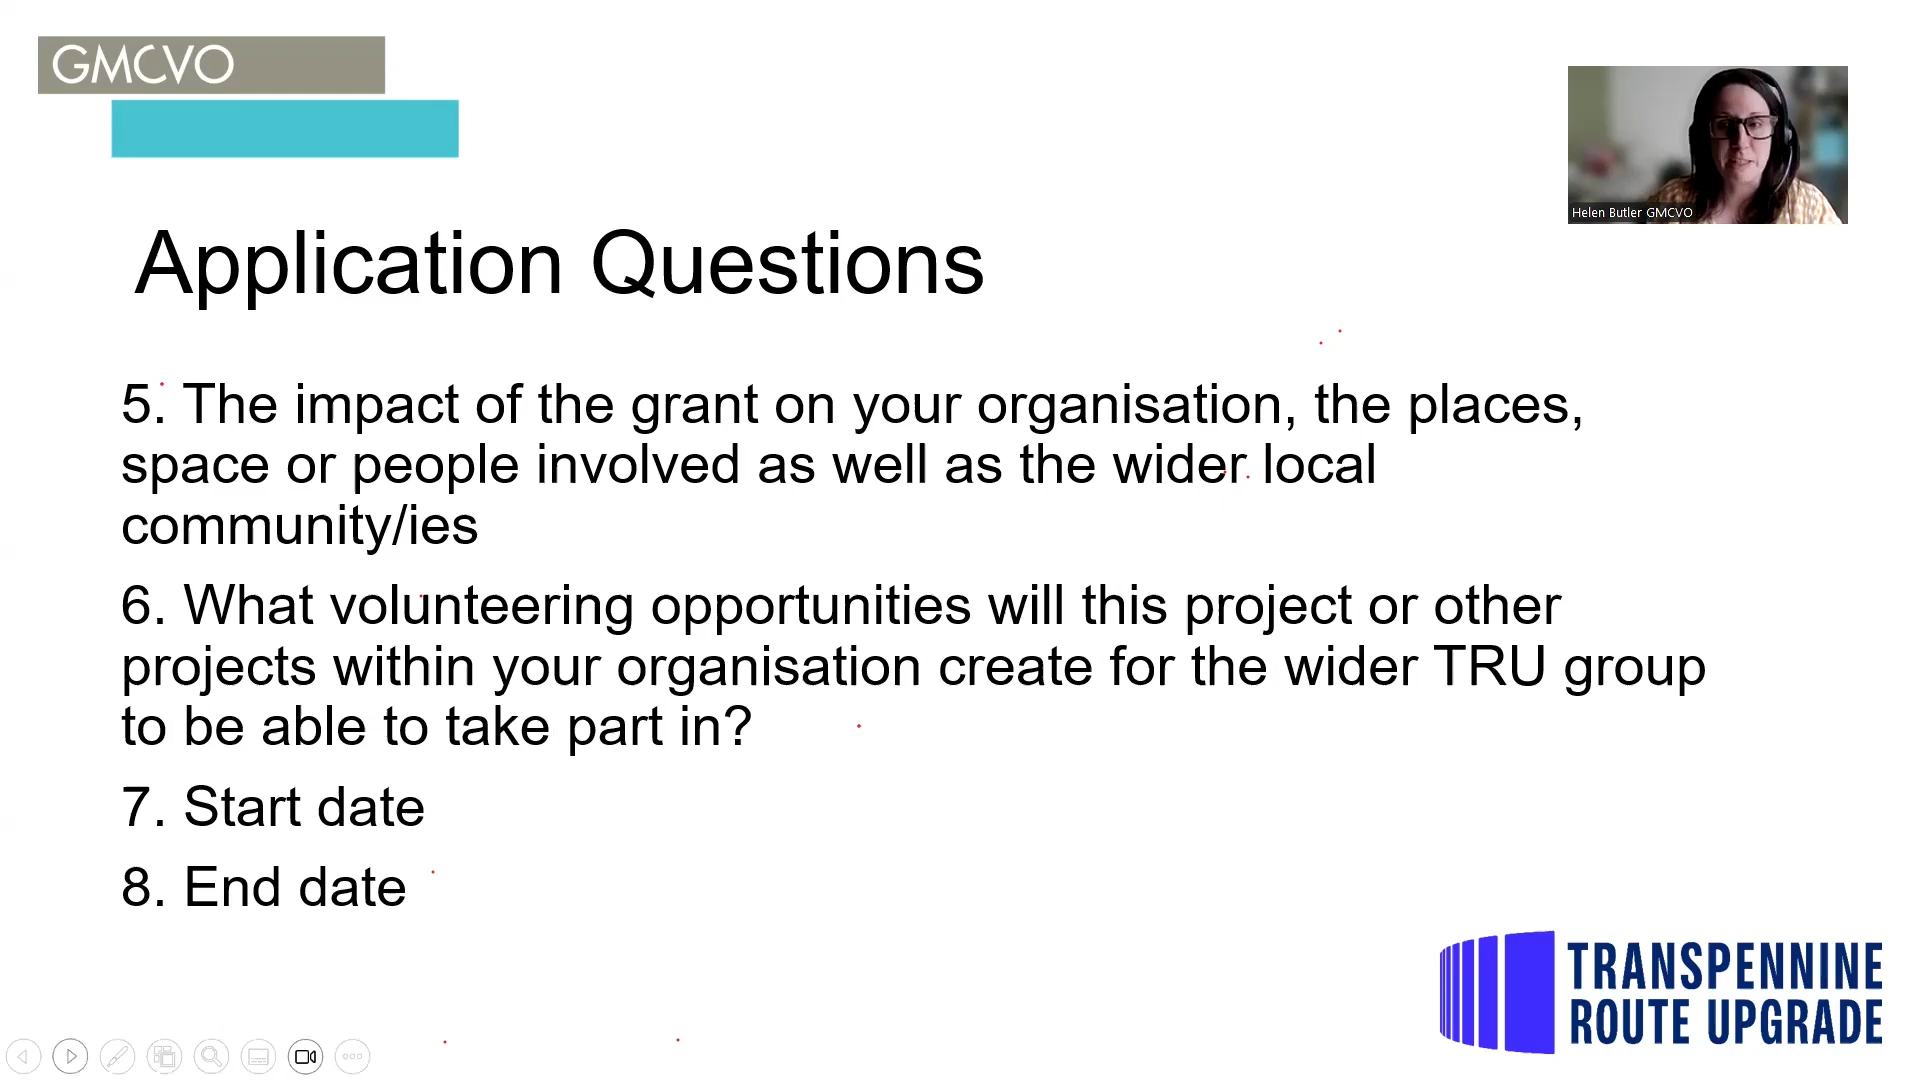 GMCVO
Helen Butler GMCVO
Application Questions
5. The impact of the grant on your organisation, the places,
space or people involved as well as the wider local
community/ies
6. What volunteering opportunities will this project or other
projects within your organisation create for the wider TRU group
to be able to take part in?
7. Start date
8. End date
TRANSPENNINE
ROUTE UPGRADE